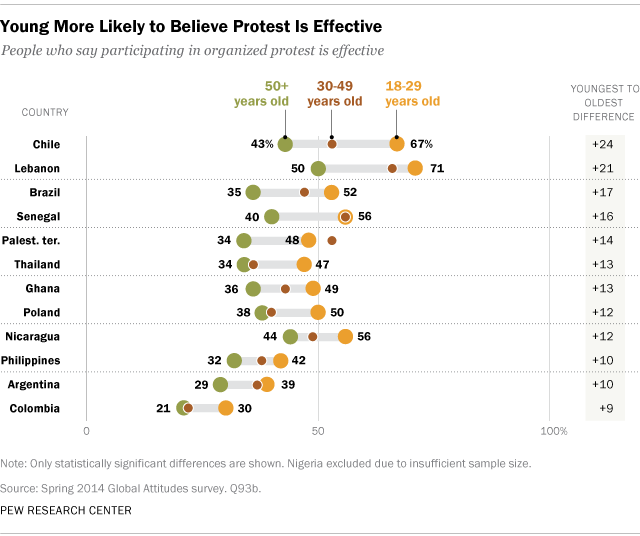 Young More Likely to Believe Protest Is Effective
People who say participating in organized protest is effective
50+ years old 30-49 years old 18-29 years old
COUNTRY YOUNGEST TO OLDEST DIFFERENCE
Chile 43% 67% +24
Lebanon 50 71 +21
Brazil 35 52 +17
Senegal 40 56 +16
Palest. ter. 34 48 +14
Thailand 34 47 +13
Ghana 36 49 +13
Poland 38 50 +12
Nicaragua 44 56 +12
Philippines 32 42 +10
Argentina 29 39 +10
Colombia 21 30 +9
0 50 100%
Note: Only statistically significant differences are shown. Nigeria excluded due to insufficient sample size.
Source: Spring 2014 Global Attitudes survey. Q93b.
PEW RESEARCH CENTER